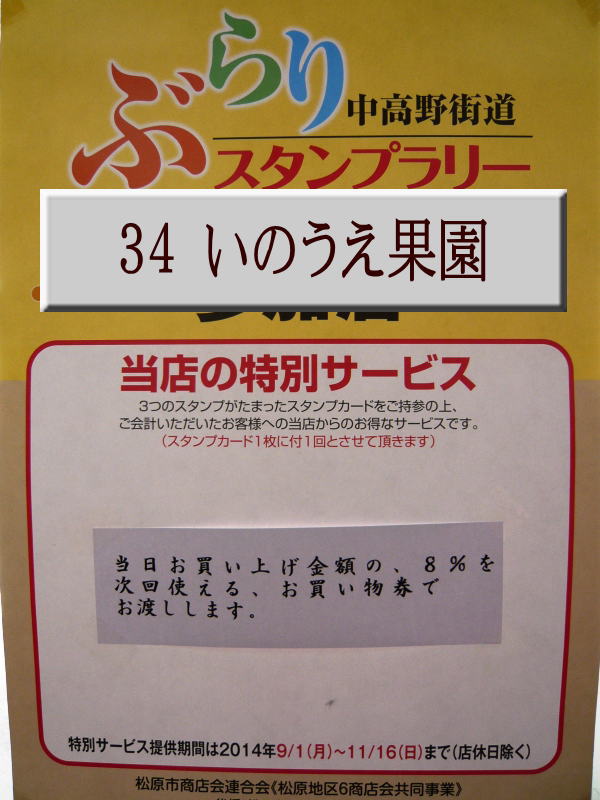 ぶらり
中高野街道
スタンプラリー
34 いのうえ果園
当店の特別サービス
3つのスタンプがたまったスタンプカードをご持参の上、
ご会計いただいたお客様への当店からのお得なサービスです。
(スタンプカード1枚に付1回とさせて頂きます)
当日お買い上げ金額の、8%を
次回使える、お買い物券で
お渡しします。
特別サービス提供期間は2014年9/1(月)~11/16(日)まで(店休日除く)
松原市商店会連合会《松原地区6商店会共同事業》